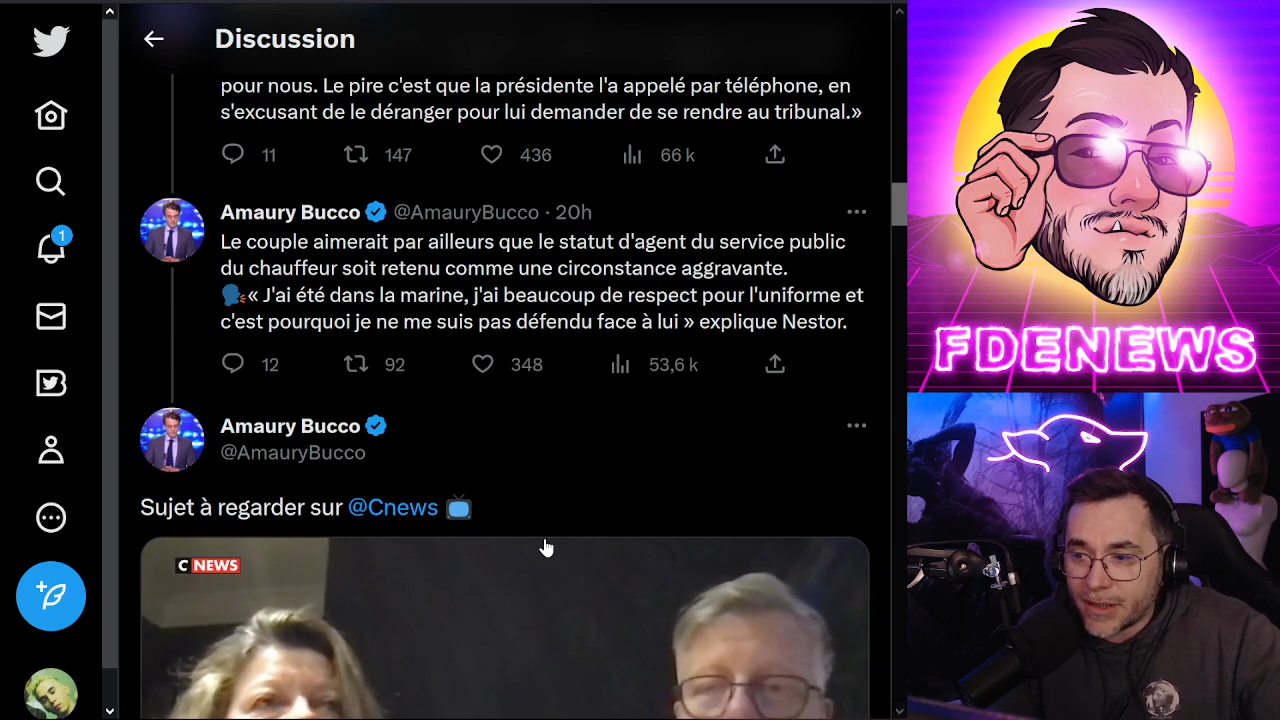 Discussion
pour nous. Le pire c'est que la présidente l'a appelé par téléphone, en
s'excusant de le déranger pour lui demander de se rendre au tribunal.»
11 147 436 66 k
Amaury Bucco @AmauryBucco · 20h
Le couple aimerait par ailleurs que le statut d'agent du service public
du chauffeur soit retenu comme une circonstance aggravante.
🗣️« J'ai été dans la marine, j'ai beaucoup de respect pour l'uniforme et
c'est pourquoi je ne me suis pas défendu face à lui » explique Nestor.
12 92 348 53,6 k
Amaury Bucco
@AmauryBucco
Sujet à regarder sur @Cnews 📺
C NEWS
1
FDENEWS